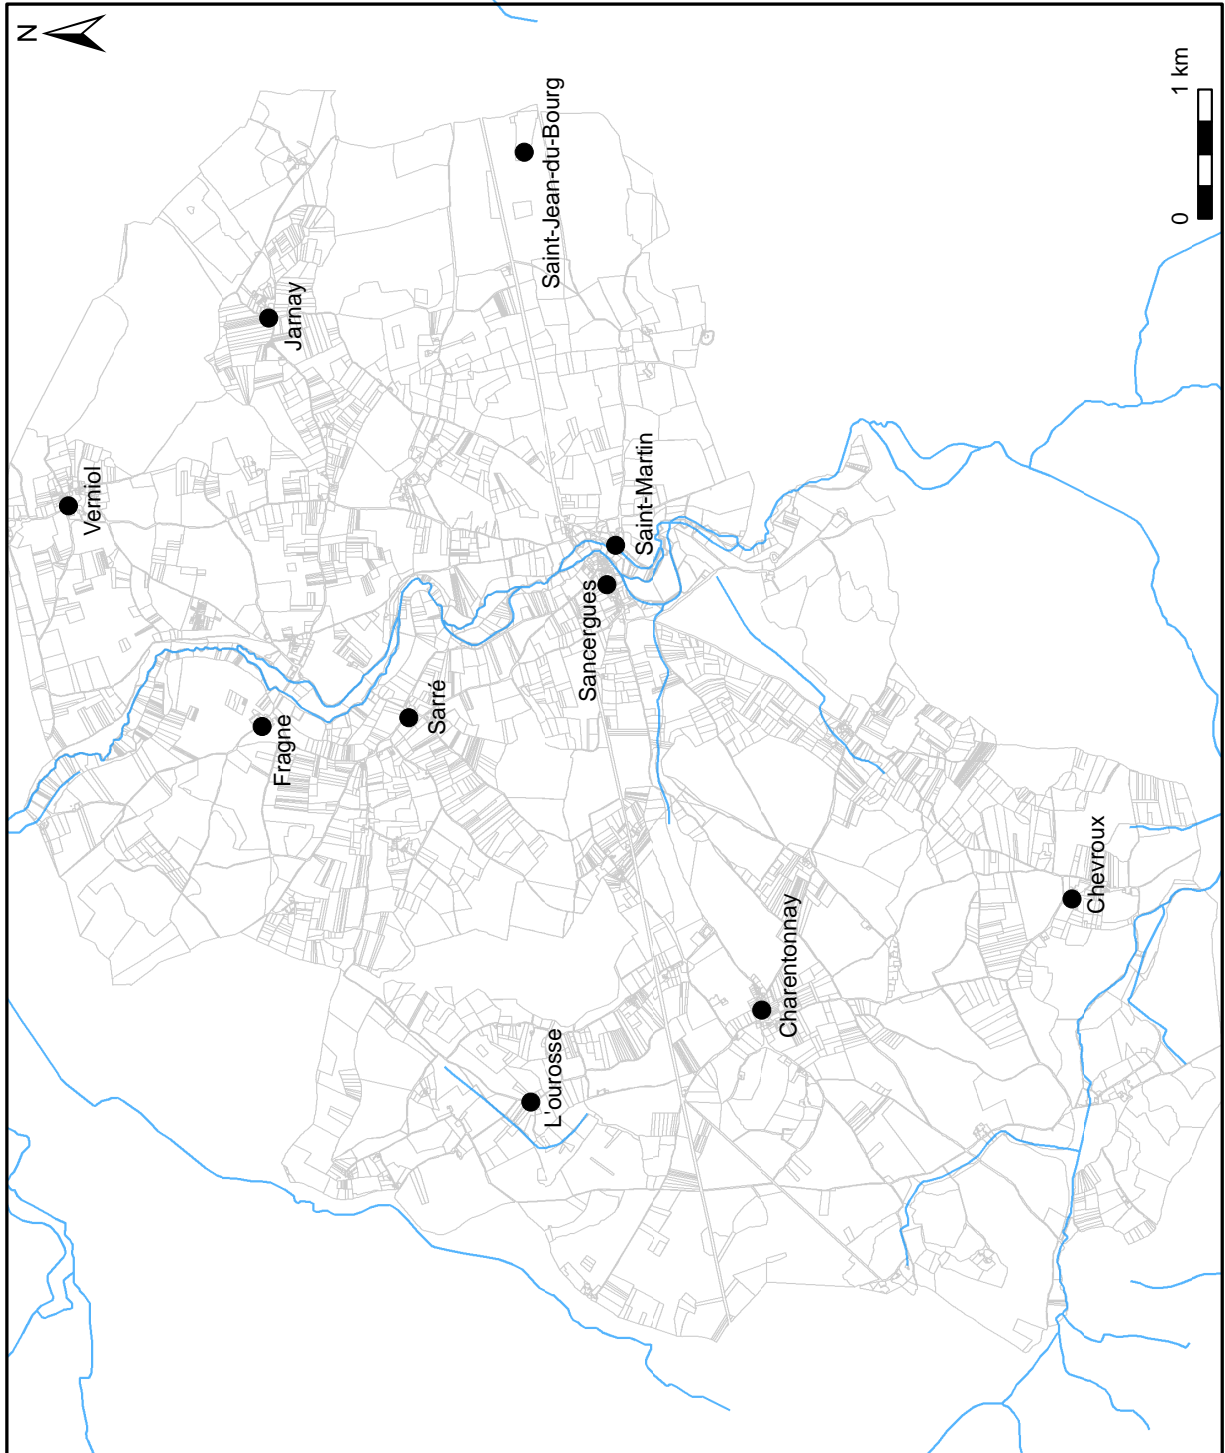 N
Verniol
Fragne
Jarnay
Sarré
L'ourosse
Sancergues
Saint-Jean-du-Bourg
Saint-Martin
Charentonnay
Chevroux
0 1 km